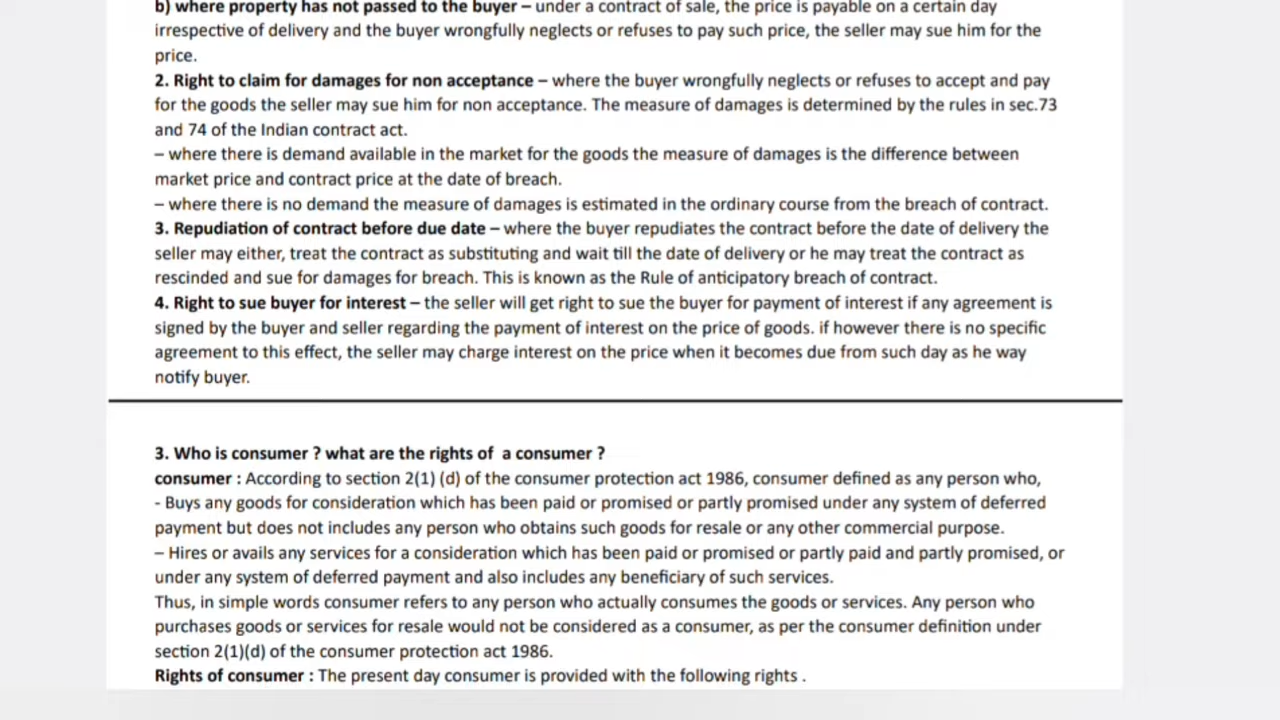 b) where property has not passed to the buyer – under a contract of sale, the price is payable on a certain day
irrespective of delivery and the buyer wrongfully neglects or refuses to pay such price, the seller may sue him for the
price.
2. Right to claim for damages for non acceptance – where the buyer wrongfully neglects or refuses to accept and pay
for the goods the seller may sue him for non acceptance. The measure of damages is determined by the rules in sec.73
and 74 of the Indian contract act.
– where there is demand available in the market for the goods the measure of damages is the difference between
market price and contract price at the date of breach.
– where there is no demand the measure of damages is estimated in the ordinary course from the breach of contract.
3. Repudiation of contract before due date – where the buyer repudiates the contract before the date of delivery the
seller may either, treat the contract as substituting and wait till the date of delivery or he may treat the contract as
rescinded and sue for damages for breach. This is known as the Rule of anticipatory breach of contract.
4. Right to sue buyer for interest – the seller will get right to sue the buyer for payment of interest if any agreement is
signed by the buyer and seller regarding the payment of interest on the price of goods. if however there is no specific
agreement to this effect, the seller may charge interest on the price when it becomes due from such day as he way
notify buyer.
3. Who is consumer ? what are the rights of  a consumer ?
consumer : According to section 2(1) (d) of the consumer protection act 1986, consumer defined as any person who,
- Buys any goods for consideration which has been paid or promised or partly promised under any system of deferred
payment but does not includes any person who obtains such goods for resale or any other commercial purpose.
– Hires or avails any services for a consideration which has been paid or promised or partly paid and partly promised, or
under any system of deferred payment and also includes any beneficiary of such services.
Thus, in simple words consumer refers to any person who actually consumes the goods or services. Any person who
purchases goods or services for resale would not be considered as a consumer, as per the consumer definition under
section 2(1)(d) of the consumer protection act 1986.
Rights of consumer : The present day consumer is provided with the following rights .